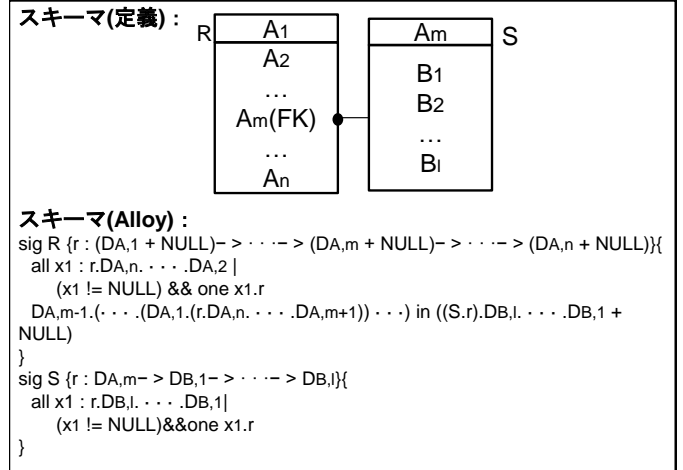 スキーマ(定義)：
R
A1
A2
…
Am(FK)
…
An
Am
B1
B2
…
Bl
S
スキーマ(Alloy)：
sig R {r : (DA,1 + NULL)− > · · ·− > (DA,m + NULL)− > · · ·− > (DA,n + NULL)}{
all x1 : r.DA,n. · · · .DA,2 |
(x1 != NULL) && one x1.r
DA,m-1.(· · · .(DA,1.(r.DA,n. · · · .DA,m+1)) · · ·) in ((S.r).DB,l. · · · .DB,1 +
NULL)
}
sig S {r : DA,m− > DB,1− > · · ·− > DB,l}{
all x1 : r.DB,l. · · · .DB,1|
(x1 != NULL)&&one x1.r
}